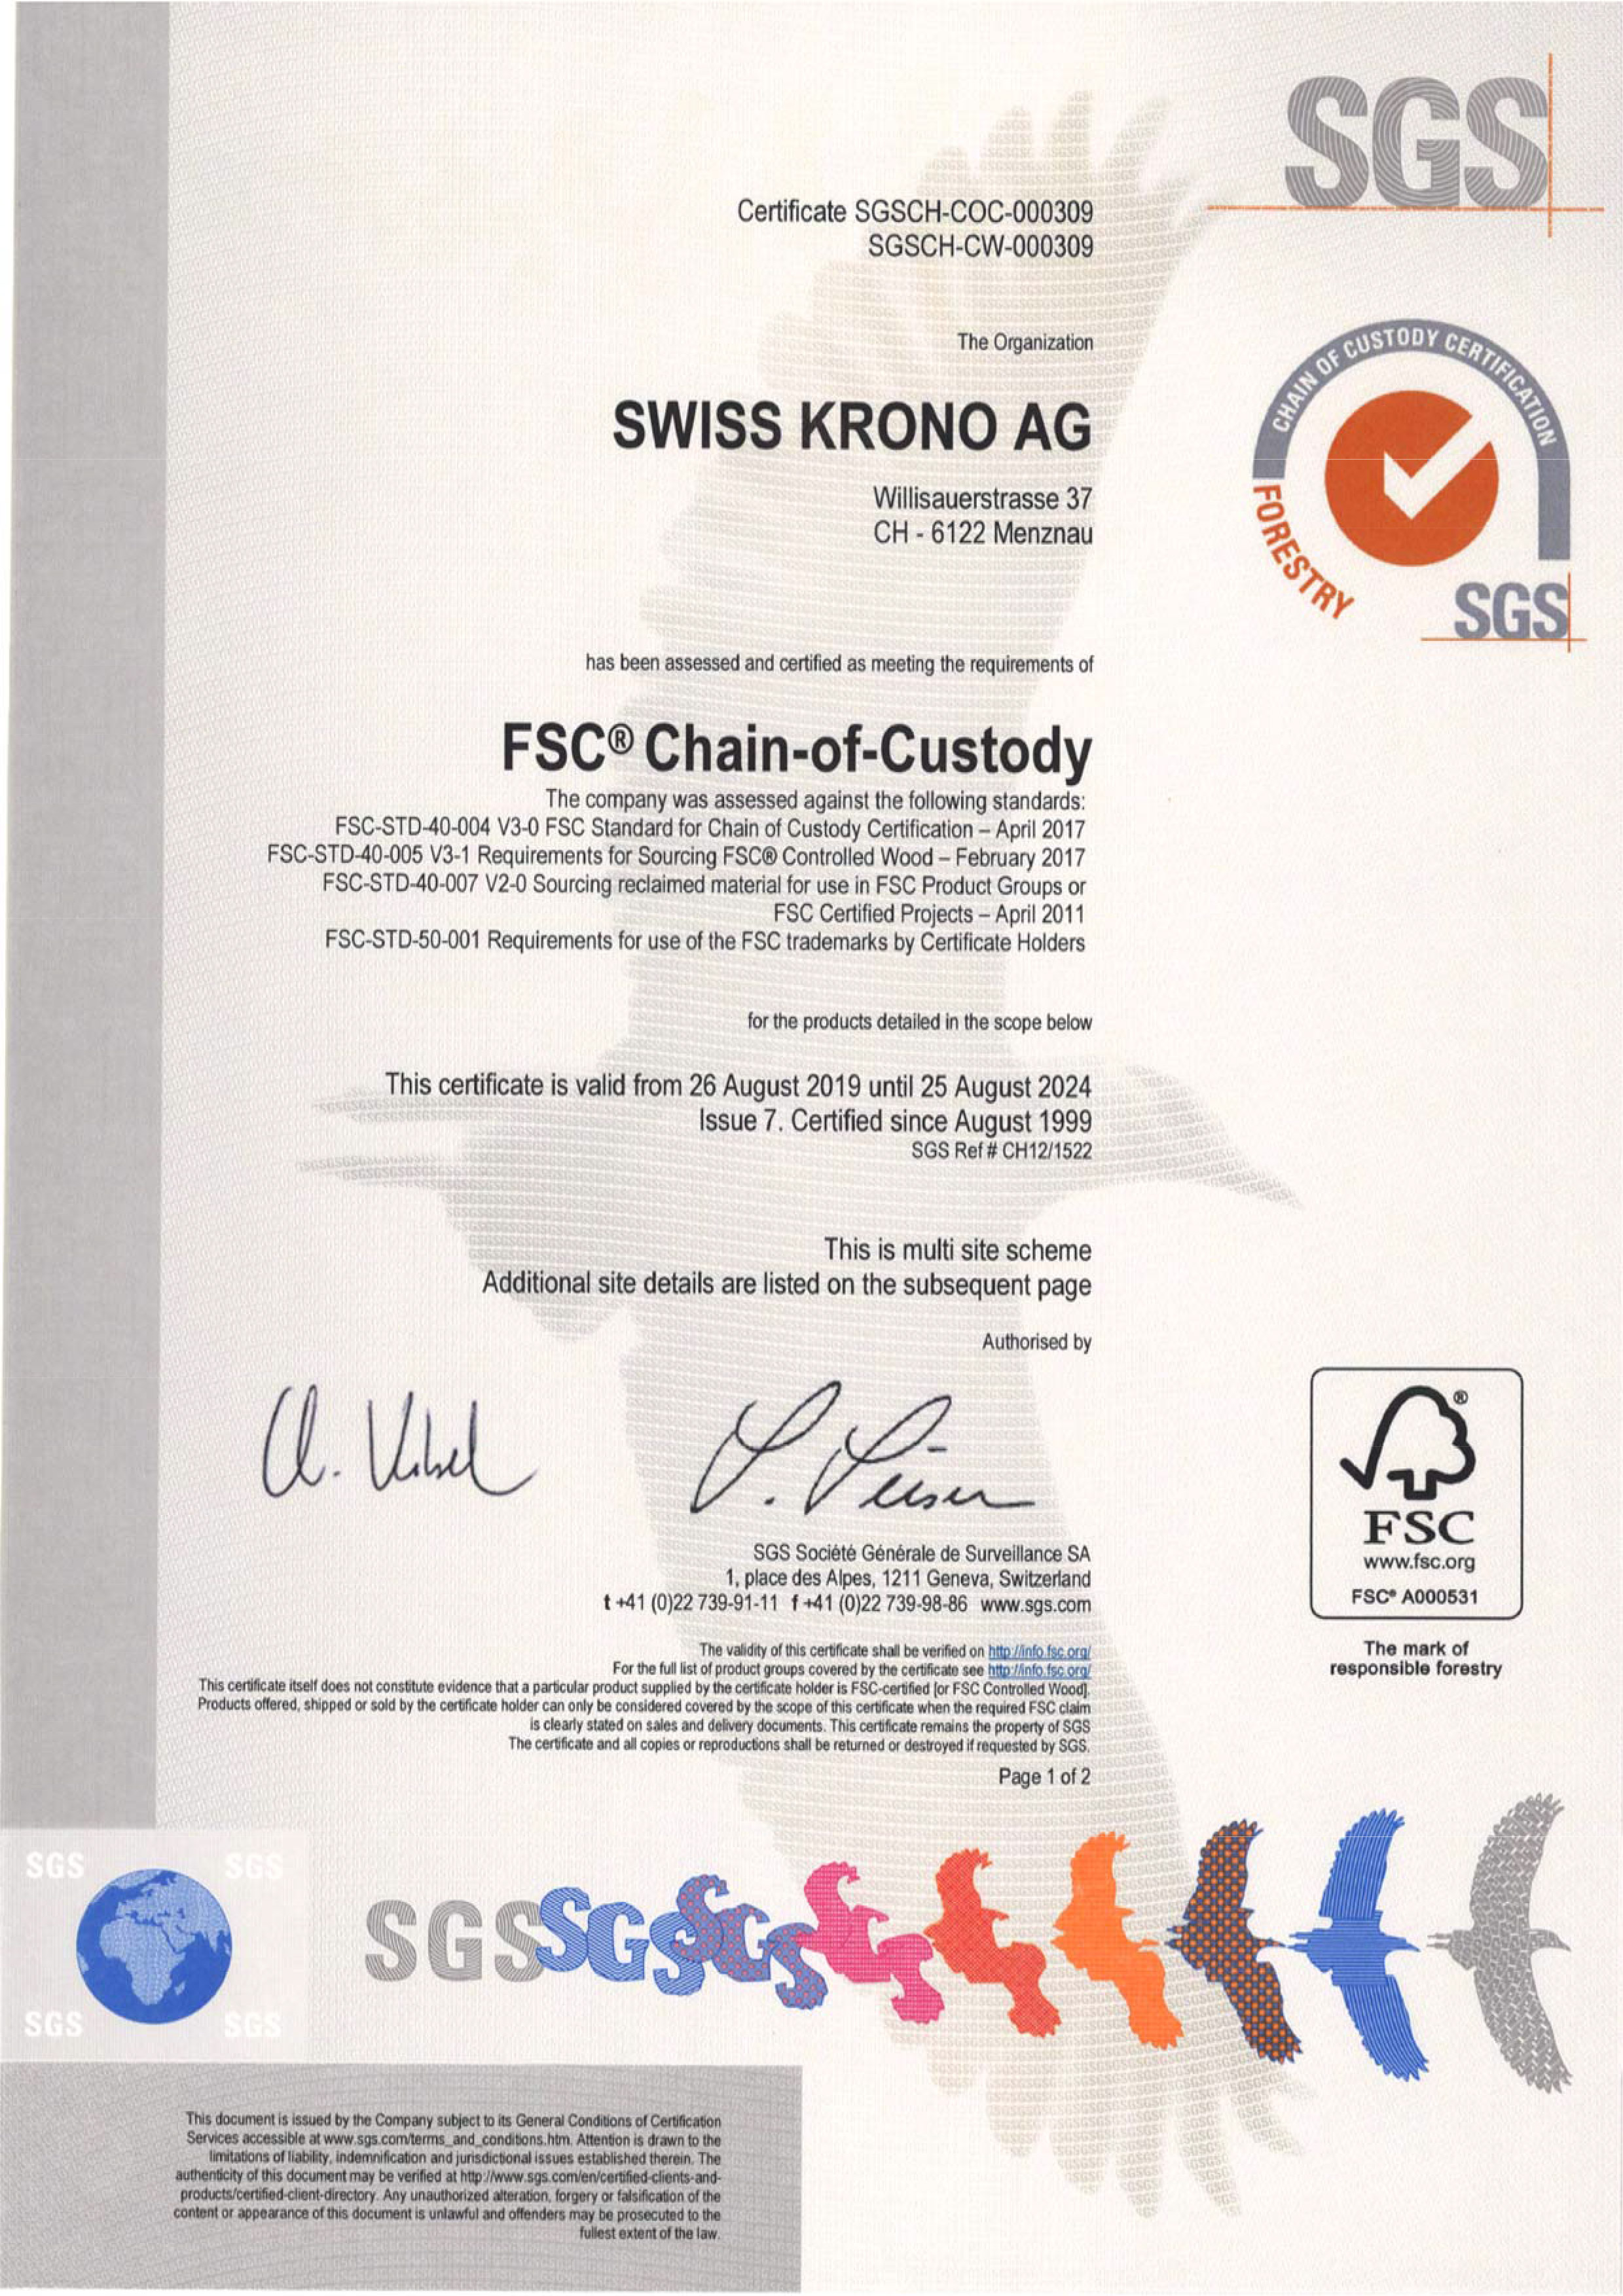 SGS
Certificate SGSCH-COC-000309
SGSCH-CW-000309
The Organization
SWISS KRONO AG
Willisauerstrasse 37
CH - 6122 Menznau
CHAIN OF CUSTODY CERTIFICATION
FORESTRY
SGS
has been assessed and certified as meeting the requirements of
FSC® Chain-of-Custody
The company was assessed against the following standards:
FSC-STD-40-004 V3-0 FSC Standard for Chain of Custody Certification – April 2017
FSC-STD-40-005 V3-1 Requirements for Sourcing FSC® Controlled Wood – February 2017
FSC-STD-40-007 V2-0 Sourcing reclaimed material for use in FSC Product Groups or
FSC Certified Projects – April 2011
FSC-STD-50-001 Requirements for use of the FSC trademarks by Certificate Holders
for the products detailed in the scope below
This certificate is valid from 26 August 2019 until 25 August 2024
Issue 7. Certified since August 1999
SGS Ref # CH12/1522
This is multi site scheme
Additional site details are listed on the subsequent page
Authorised by
SGS Société Générale de Surveillance SA
1, place des Alpes, 1211 Geneva, Switzerland
t +41 (0)22 739-91-11 f +41 (0)22 739-98-86 www.sgs.com
®
FSC
www.fsc.org
FSC® A000531
The mark of
responsible forestry
The validity of this certificate shall be verified on http://info.fsc.org/
For the full list of product groups covered by the certificate see http://info.fsc.org/
This certificate itself does not constitute evidence that a particular product supplied by the certificate holder is FSC-certified [or FSC Controlled Wood].
Products offered, shipped or sold by the certificate holder can only be considered covered by the scope of this certificate when the required FSC claim
is clearly stated on sales and delivery documents. This certificate remains the property of SGS
The certificate and all copies or reproductions shall be returned or destroyed if requested by SGS.
Page 1 of 2
SGS SGS
SGS SGS
SGS SGS SGS
This document is issued by the Company subject to its General Conditions of Certification
Services accessible at www.sgs.com/terms_and_conditions.htm. Attention is drawn to the
limitations of liability, indemnification and jurisdictional issues established therein. The
authenticity of this document may be verified at http://www.sgs.com/en/certified-clients-and-
products/certified-client-directory. Any unauthorized alteration, forgery or falsification of the
content or appearance of this document is unlawful and offenders may be prosecuted to the
fullest extent of the law.